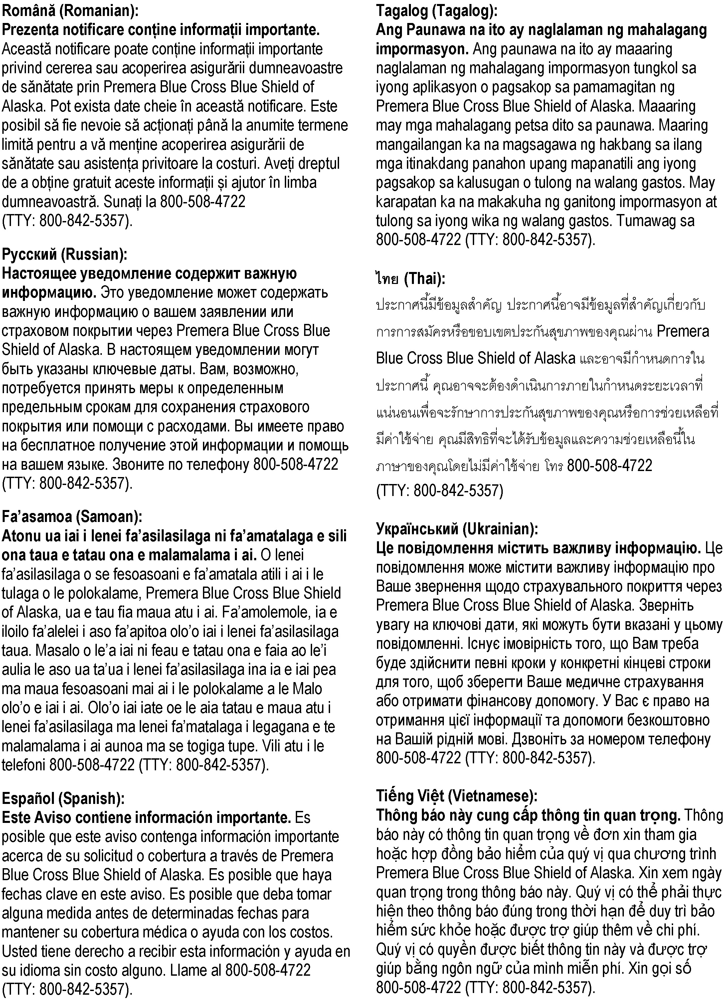 Română (Romanian):
Prezenta notificare conține informații importante.
Această notificare poate conține informații importante
privind cererea sau acoperirea asigurării dumneavoastre
de sănătate prin Premera Blue Cross Blue Shield of
Alaska. Pot exista date cheie în această notificare. Este
posibil să fie nevoie să acționați până la anumite termene
limită pentru a vă menține acoperirea asigurării de
sănătate sau asistența privitoare la costuri. Aveți dreptul
de a obține gratuit aceste informații și ajutor în limba
dumneavoastră. Sunați la 800-508-4722
(TTY: 800-842-5357).
Русский (Russian):
Настоящее уведомление содержит важную
информацию. Это уведомление может содержать
важную информацию о вашем заявлении или
страховом покрытии через Premera Blue Cross Blue
Shield of Alaska. В настоящем уведомлении могут
быть указаны ключевые даты. Вам, возможно,
потребуется принять меры к определенным
предельным срокам для сохранения страхового
покрытия или помощи с расходами. Вы имеете право
на бесплатное получение этой информации и помощь
на вашем языке. Звоните по телефону 800-508-4722
(TTY: 800-842-5357).
Fa’asamoa (Samoan):
Atonu ua iai i lenei fa’asilasilaga ni fa’amatalaga e sili
ona taua e tatau ona e malamalama i ai. O lenei
fa’asilasilaga o se fesoasoani e fa’amatala atili i ai i le
tulaga o le polokalame, Premera Blue Cross Blue Shield
of Alaska, ua e tau fia maua atu i ai. Fa’amolemole, ia e
iloilo fa’alelei i aso fa’apitoa olo’o iai i lenei fa’asilasilaga
taua. Masalo o le’a iai ni feau e tatau ona e faia ao le’i
aulia le aso ua ta’ua i lenei fa’asilasilaga ina ia e iai pea
ma maua fesoasoani mai ai i le polokalame a le Malo
olo’o e iai i ai. Olo’o iai iate oe le aia tatau e maua atu i
lenei fa’asilasilaga ma lenei fa’matalaga i legagana e te
malamalama i ai aunoa ma se togiga tupe. Vili atu i le
telefoni 800-508-4722 (TTY: 800-842-5357).
Español (Spanish):
Este Aviso contiene información importante. Es
posible que este aviso contenga información importante
acerca de su solicitud o cobertura a través de Premera
Blue Cross Blue Shield of Alaska. Es posible que haya
fechas clave en este aviso. Es posible que deba tomar
alguna medida antes de determinadas fechas para
mantener su cobertura médica o ayuda con los costos.
Usted tiene derecho a recibir esta información y ayuda en
su idioma sin costo alguno. Llame al 800-508-4722
(TTY: 800-842-5357).
Tagalog (Tagalog):
Ang Paunawa na ito ay naglalaman ng mahalagang
impormasyon. Ang paunawa na ito ay maaaring
naglalaman ng mahalagang impormasyon tungkol sa
iyong aplikasyon o pagsakop sa pamamagitan ng
Premera Blue Cross Blue Shield of Alaska. Maaaring
may mga mahalagang petsa dito sa paunawa. Maaring
mangailangan ka na magsagawa ng hakbang sa ilang
mga itinakdang panahon upang mapanatili ang iyong
pagsakop sa kalusugan o tulong na walang gastos. May
karapatan ka na makakuha ng ganitong impormasyon at
tulong sa iyong wika ng walang gastos. Tumawag sa
800-508-4722 (TTY: 800-842-5357).
ไทย (Thai):
ประกาศนี้มีข้อมูลสำคัญ ประกาศนี้อาจมีข้อมูลที่สำคัญเกี่ยวกับ
การการสมัครหรือขอบเขตประกันสุขภาพของคุณผ่าน Premera
Blue Cross Blue Shield of Alaska และอาจมีกำหนดการใน
ประกาศนี้ คุณอาจจะต้องดำเนินการภายในกำหนดระยะเวลาที่
แน่นอนเพื่อจะรักษาการประกันสุขภาพของคุณหรือการช่วยเหลือที่
มีค่าใช้จ่าย คุณมีสิทธิที่จะได้รับข้อมูลและความช่วยเหลือนี้ใน
ภาษาของคุณโดยไม่มีค่าใช้จ่าย โทร 800-508-4722
(TTY: 800-842-5357)
Український (Ukrainian):
Це повідомлення містить важливу інформацію. Це
повідомлення може містити важливу інформацію про
Ваше звернення щодо страхувального покриття через
Premera Blue Cross Blue Shield of Alaska. Зверніть
увагу на ключові дати, які можуть бути вказані у цьому
повідомленні. Існує імовірність того, що Вам треба
буде здійснити певні кроки у конкретні кінцеві строки
для того, щоб зберегти Ваше медичне страхування
або отримати фінансову допомогу. У Вас є право на
отримання цієї інформації та допомоги безкоштовно
на Вашій рідній мові. Дзвоніть за номером телефону
800-508-4722 (TTY: 800-842-5357).
Tiếng Việt (Vietnamese):
Thông báo này cung cấp thông tin quan trọng. Thông
báo này có thông tin quan trọng về đơn xin tham gia
hoặc hợp đồng bảo hiểm của quý vị qua chương trình
Premera Blue Cross Blue Shield of Alaska. Xin xem ngày
quan trọng trong thông báo này. Quý vị có thể phải thực
hiện theo thông báo đúng trong thời hạn để duy trì bảo
hiểm sức khỏe hoặc được trợ giúp thêm về chi phí.
Quý vị có quyền được biết thông tin này và được trợ
giúp bằng ngôn ngữ của mình miễn phí. Xin gọi số
800-508-4722 (TTY: 800-842-5357).